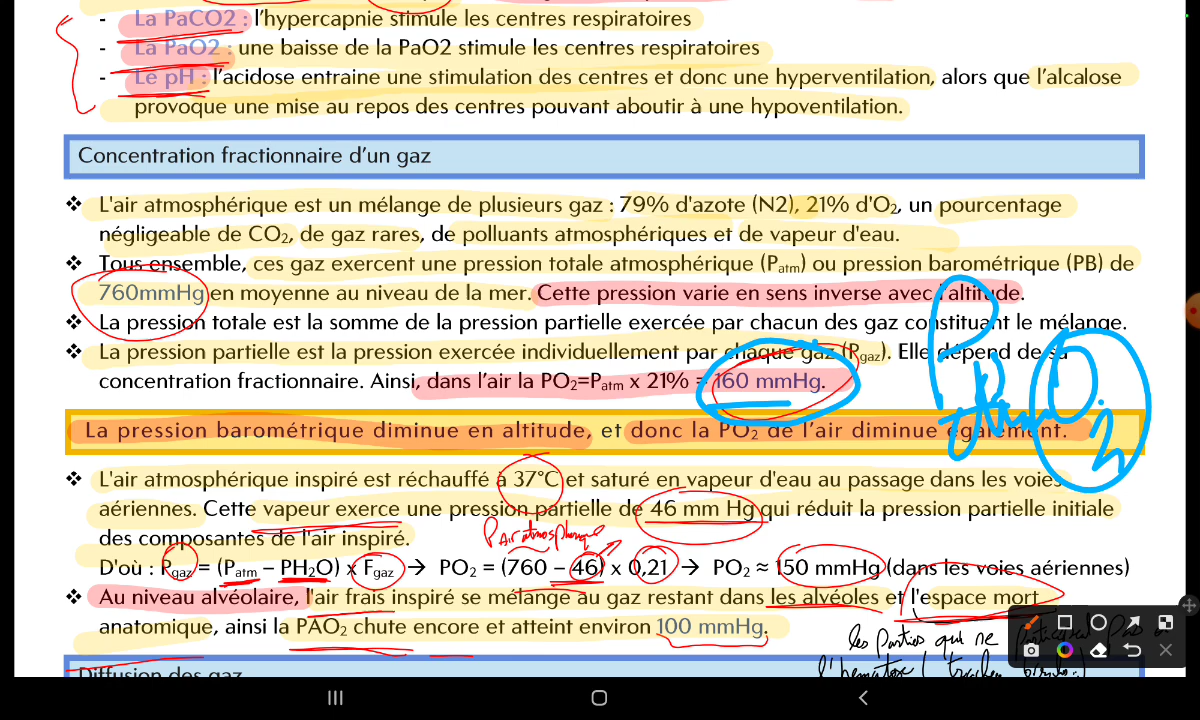 - La PaCO2 : l'hypercapnie stimule les centres respiratoires
- La PaO2 : une baisse de la PaO2 stimule les centres respiratoires
- Le pH : l'acidose entraine une stimulation des centres et donc une hyperventilation, alors que l'alcalose
provoque une mise au repos des centres pouvant aboutir à une hypoventilation.
Concentration fractionnaire d'un gaz
❖ L'air atmosphérique est un mélange de plusieurs gaz : 79% d'azote (N2), 21% d'O₂, un pourcentage
négligeable de CO₂, de gaz rares, de polluants atmosphériques et de vapeur d'eau.
❖ Tous ensemble, ces gaz exercent une pression totale atmosphérique (Patm) ou pression barométrique (PB) de
760mmHg en moyenne au niveau de la mer. Cette pression varie en sens inverse avec l'altitude.
❖ La pression totale est la somme de la pression partielle exercée par chacun des gaz constituant le mélange.
❖ La pression partielle est la pression exercée individuellement par chaque gaz (Pgaz). Elle dépend de sa
concentration fractionnaire. Ainsi, dans l'air la PO₂=Patm x 21% = 160 mmHg.
La pression barométrique diminue en altitude, et donc la PO₂ de l'air diminue également.
❖ L'air atmosphérique inspiré est réchauffé à 37°C et saturé en vapeur d'eau au passage dans les voies
aériennes. Cette vapeur exerce une pression partielle de 46 mm Hg qui réduit la pression partielle initiale
des composantes de l'air inspiré.
P Air atmosphérique
D'où : Pgaz = (Patm – PH₂O) x Fgaz → PO₂ = (760 – 46) x 0,21 → PO₂ ≈ 150 mmHg (dans les voies aériennes)
❖ Au niveau alvéolaire, l'air frais inspiré se mélange au gaz restant dans les alvéoles et l'espace mort
anatomique, ainsi la PAO₂ chute encore et atteint environ 100 mmHg.
les parties qui ne
Diffusion des gaz